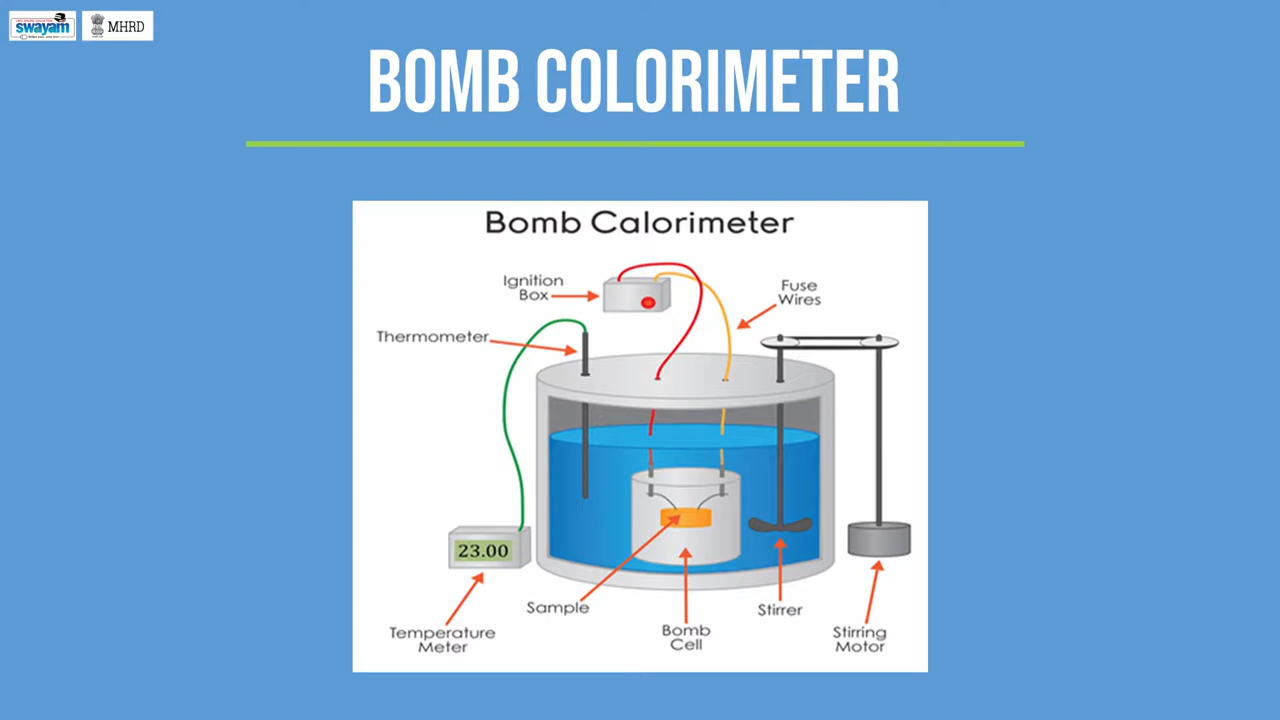 swayam
MHRD
BOMB COLORIMETER
Bomb Calorimeter
Ignition
Box
Fuse
Wires
Thermometer
23.00
Sample
Stirrer
Temperature
Meter
Bomb
Cell
Stirring
Motor